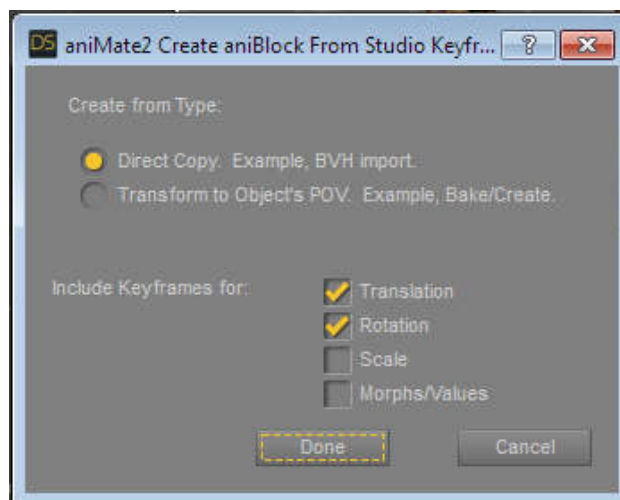 DS aniMate2 Create aniBlock From Studio Keyfr... ?
Create from Type:
Direct Copy. Example, BVH import.
Transform to Object's POV. Example, Bake/Create.
Include Keyframes for:
Translation
Rotation
Scale
Morphs/Values
Done Cancel